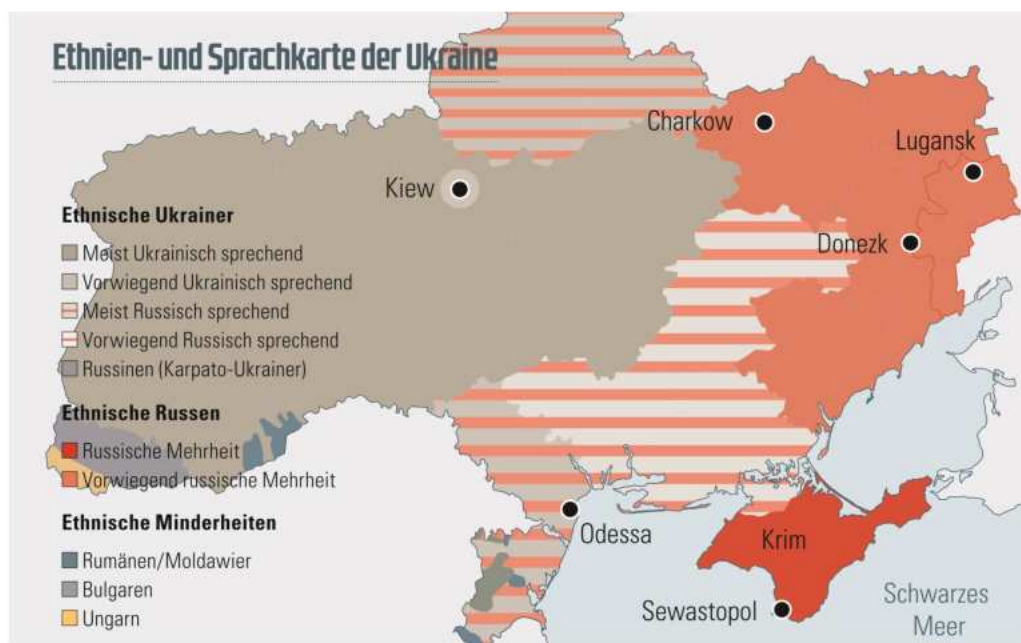 Ethnien- und Sprachkarte der Ukraine
Charkow
Lugansk
Kiew
Donezk
Ethnische Ukrainer
Meist Ukrainisch sprechend
Vorwiegend Ukrainisch sprechend
Meist Russisch sprechend
Vorwiegend Russisch sprechend
Russinen (Karpato-Ukrainer)
Ethnische Russen
Russische Mehrheit
Vorwiegend russische Mehrheit
Ethnische Minderheiten
Rumänen/Moldawier
Bulgaren
Ungarn
Odessa
Krim
Sewastopol
Schwarzes
Meer